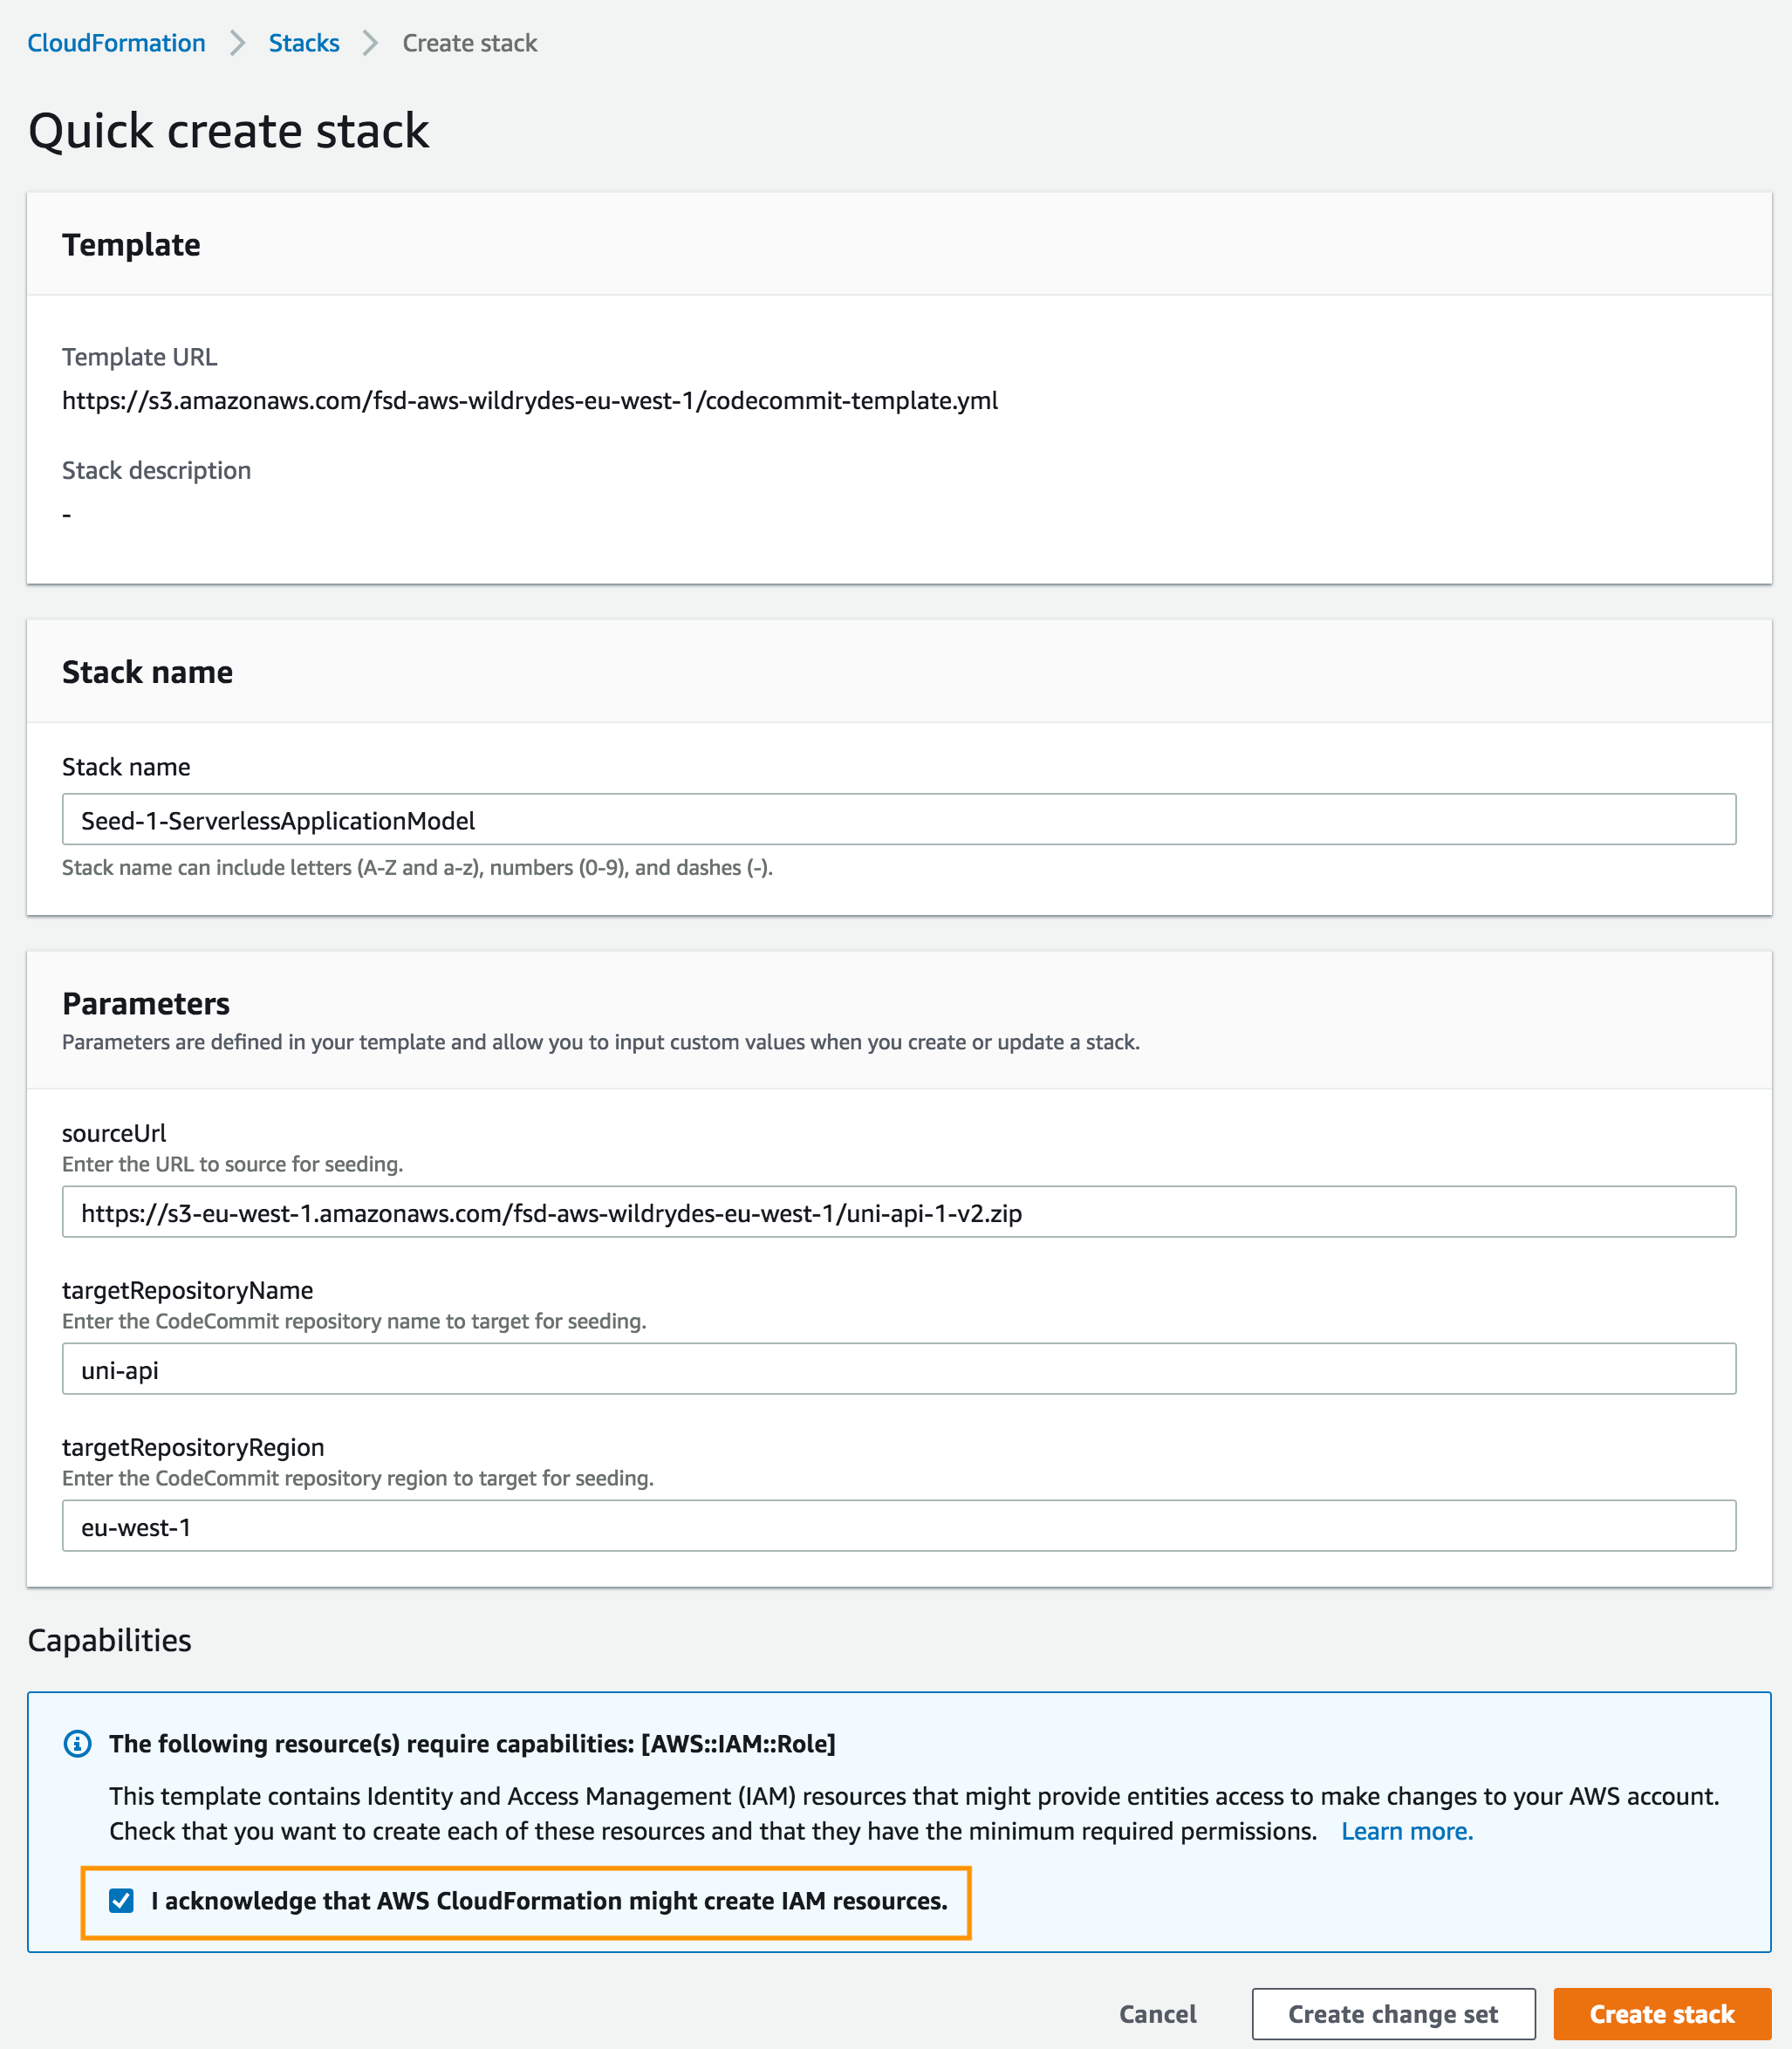 CloudFormation > Stacks > Create stack
Quick create stack
Template
Template URL
https://s3.amazonaws.com/fsd-aws-wildrydes-eu-west-1/codecommit-template.yml
Stack description
-
Stack name
Stack name
Seed-1-ServerlessApplicationModel
Stack name can include letters (A-Z and a-z), numbers (0-9), and dashes (-).
Parameters
Parameters are defined in your template and allow you to input custom values when you create or update a stack.
sourceUrl
Enter the URL to source for seeding.
https://s3-eu-west-1.amazonaws.com/fsd-aws-wildrydes-eu-west-1/uni-api-1-v2.zip
targetRepositoryName
Enter the CodeCommit repository name to target for seeding.
uni-api
targetRepositoryRegion
Enter the CodeCommit repository region to target for seeding.
eu-west-1
Capabilities
The following resource(s) require capabilities: [AWS::IAM::Role]
This template contains Identity and Access Management (IAM) resources that might provide entities access to make changes to your AWS account.
Check that you want to create each of these resources and that they have the minimum required permissions. Learn more.
I acknowledge that AWS CloudFormation might create IAM resources.
Cancel Create change set Create stack